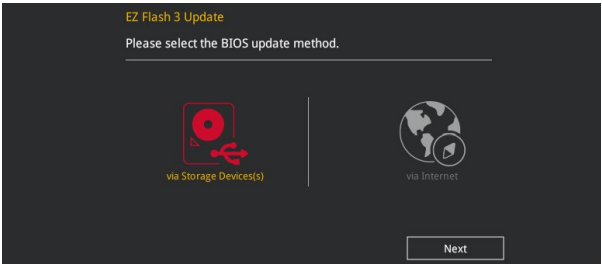 EZ Flash 3 Update
Please select the BIOS update method.
via Storage Devices(s)
via Internet
Next